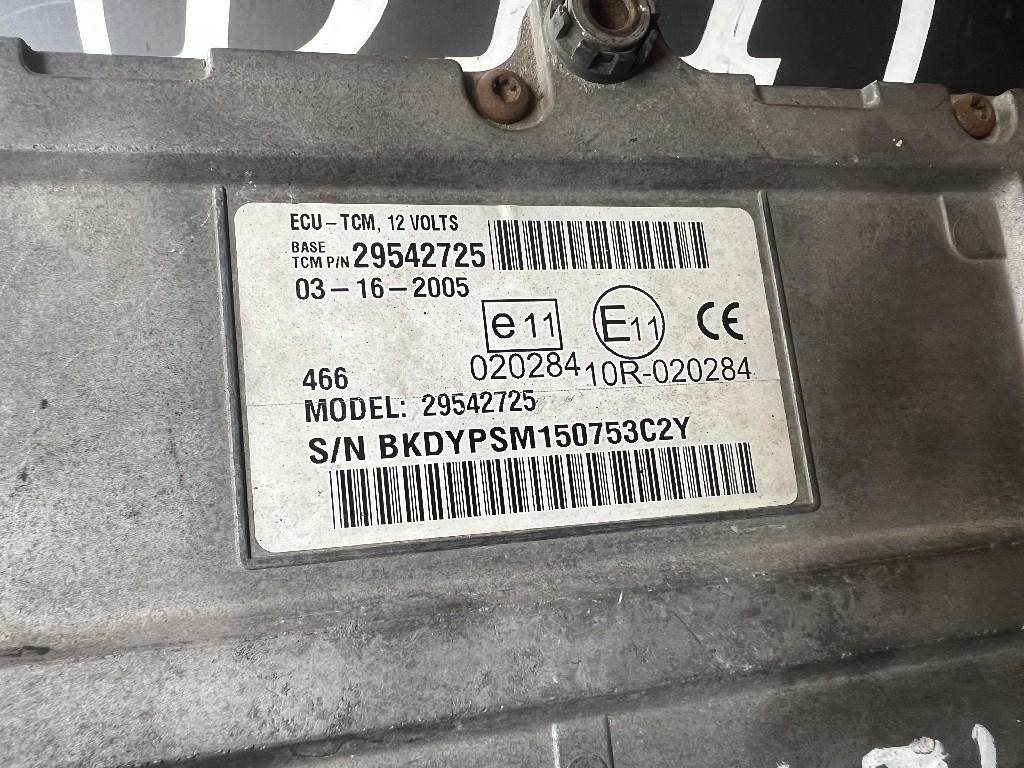 ECU-TCM, 12 VOLTS
BASE
TCM P/N 29542725
03-16-2005
e11 E11 CE
020284 10R-020284
466
MODEL: 29542725
S/N BKDYPSM150753C2Y